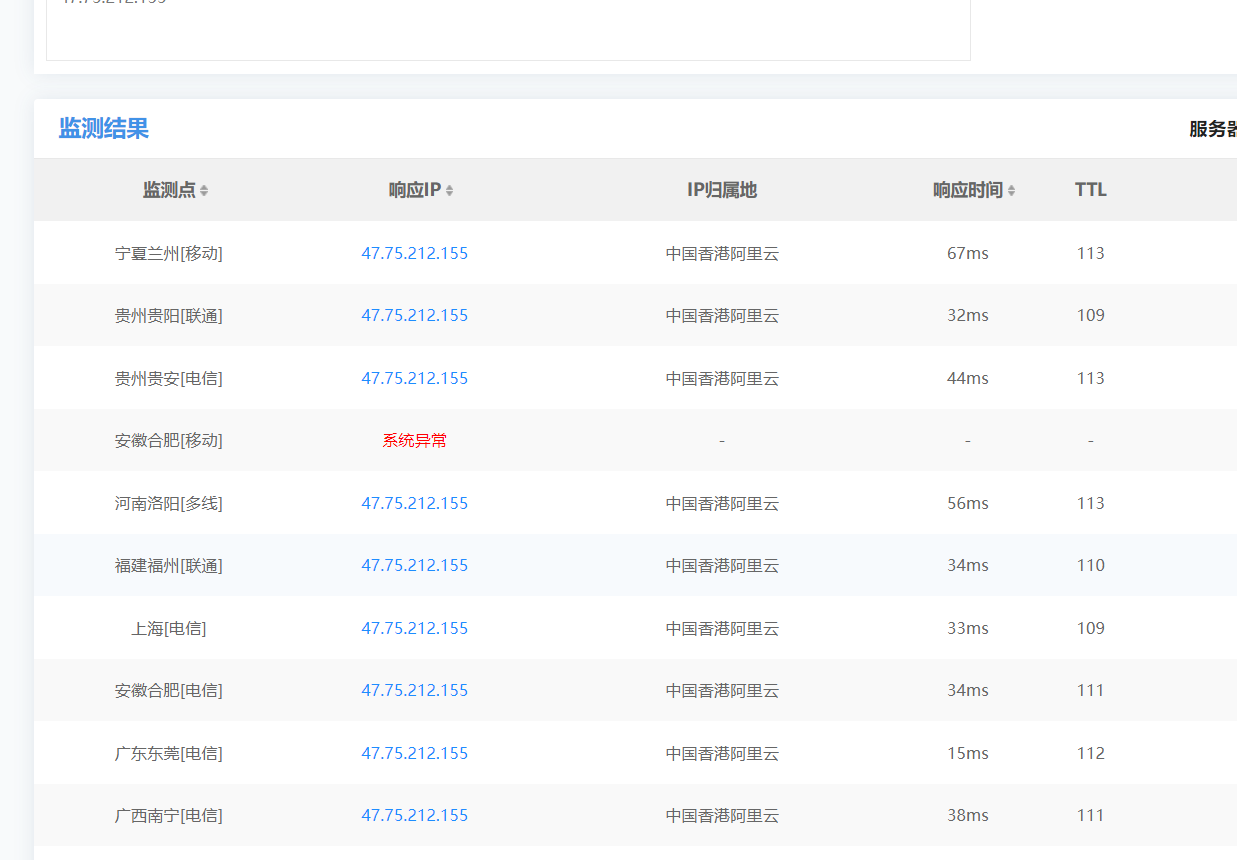 监测结果
服务器
监测点 响应IP IP归属地 响应时间 TTL
宁夏兰州[移动] 47.75.212.155 中国香港阿里云 67ms 113
贵州贵阳[联通] 47.75.212.155 中国香港阿里云 32ms 109
贵州贵安[电信] 47.75.212.155 中国香港阿里云 44ms 113
安徽合肥[移动] 系统异常 - - -
河南洛阳[多线] 47.75.212.155 中国香港阿里云 56ms 113
福建福州[联通] 47.75.212.155 中国香港阿里云 34ms 110
上海[电信] 47.75.212.155 中国香港阿里云 33ms 109
安徽合肥[电信] 47.75.212.155 中国香港阿里云 34ms 111
广东东莞[电信] 47.75.212.155 中国香港阿里云 15ms 112
广西南宁[电信] 47.75.212.155 中国香港阿里云 38ms 111